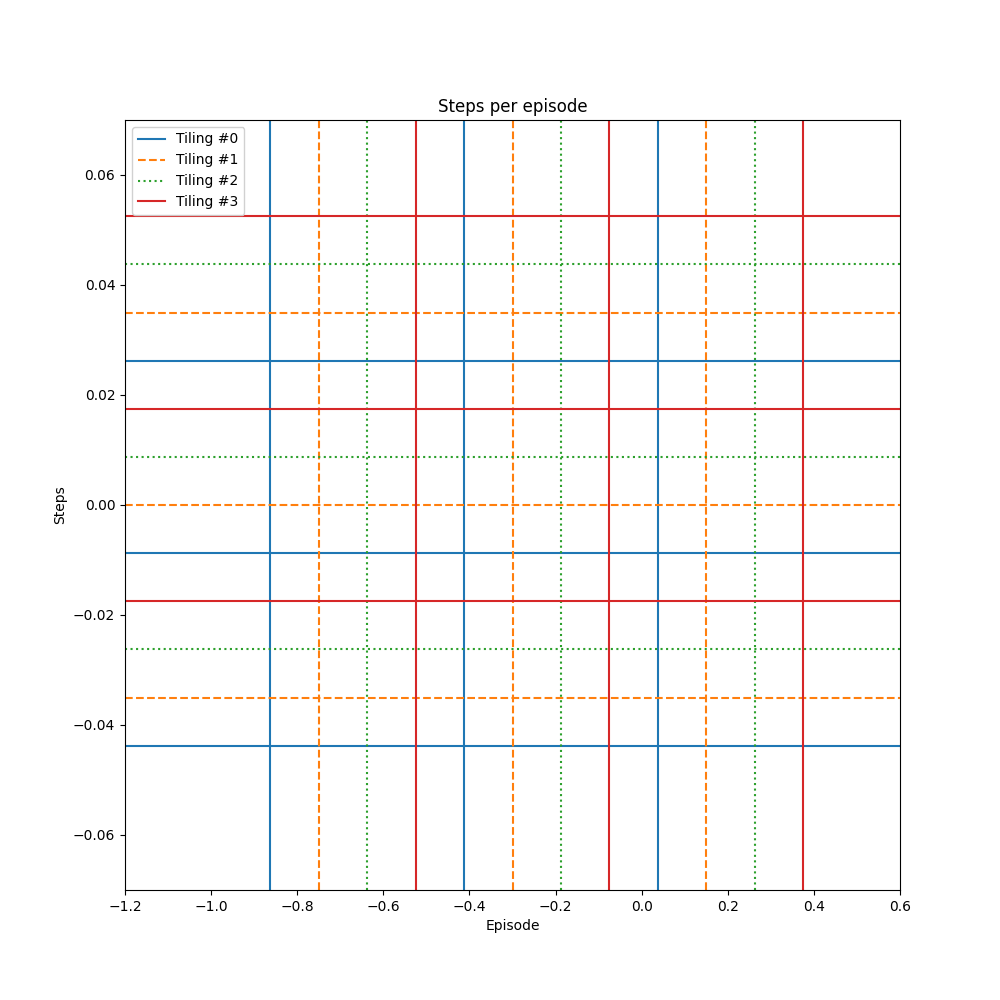 Steps per episode
Tiling #0
Tiling #1
Tiling #2
Tiling #3
0.06
0.04
0.02
0.00
−0.02
−0.04
−0.06
Steps
−1.2 −1.0 −0.8 −0.6 −0.4 −0.2 0.0 0.2 0.4 0.6
Episode